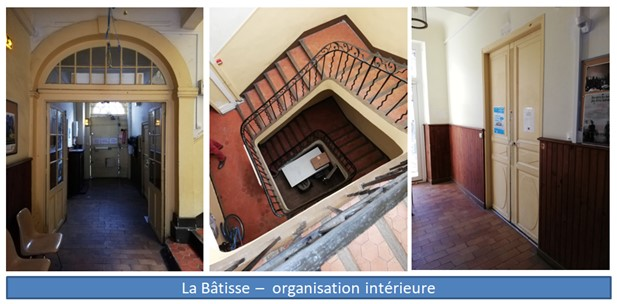 La Bâtisse – organisation intérieure